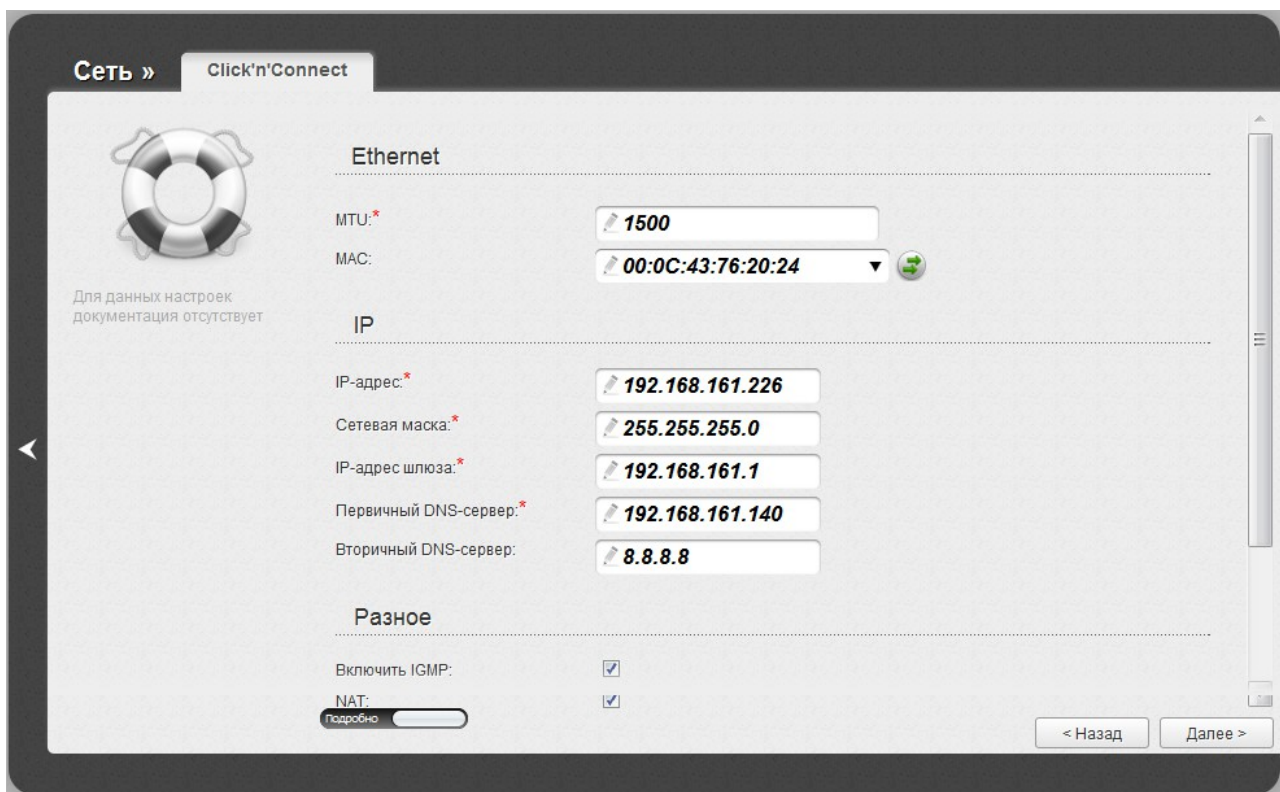 Сеть » Click'n'Connect
Для данных настроек
документация отсутствует
Ethernet
MTU:* 1500
MAC: 00:0C:43:76:20:24
IP
IP-адрес:* 192.168.161.226
Сетевая маска:* 255.255.255.0
IP-адрес шлюза:* 192.168.161.1
Первичный DNS-сервер:* 192.168.161.140
Вторичный DNS-сервер: 8.8.8.8
Разное
Включить IGMP:
NAT:
Подробно
< Назад Далее >